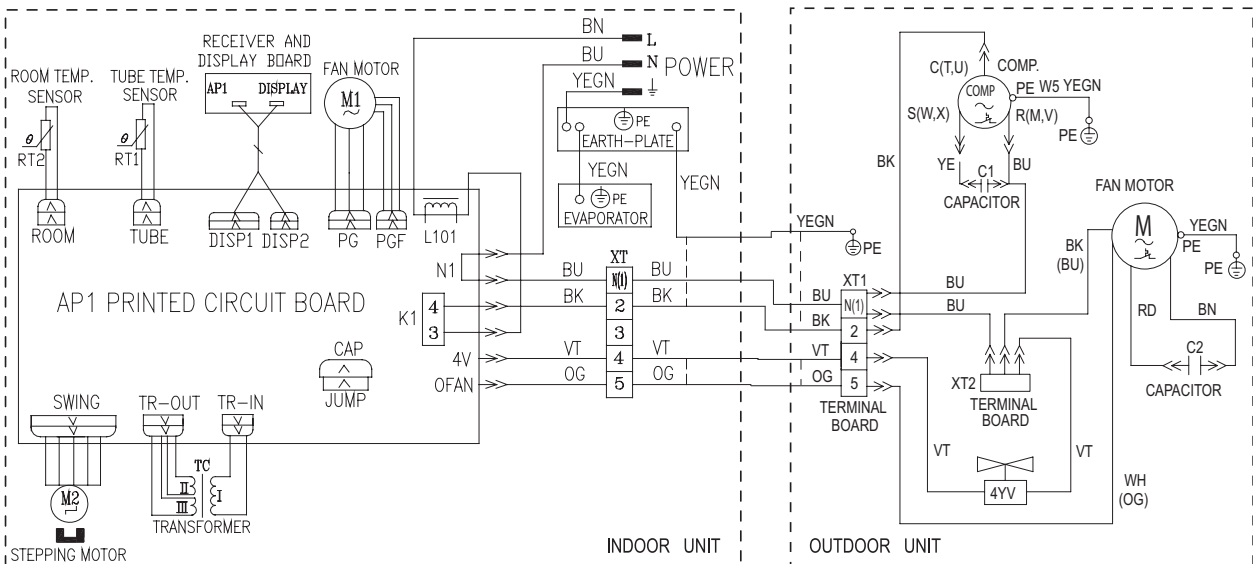 BN
L
BU
N
POWER
YEGN
RECEIVER AND
DISPLAY BOARD
AP1 DISPLAY
FAN MOTOR
M1
ROOM TEMP.
SENSOR
TUBE TEMP.
SENSOR
θ
RT2
θ
RT1
PE
EARTH-PLATE
YEGN
YEGN
PE
EVAPORATOR
ROOM
TUBE
DISP1
DISP2
PG
PGF
L101
AP1 PRINTED CIRCUIT BOARD
N1
K1
4
3
4V
OFAN
CAP
JUMP
XT
BU N(1) BU
BK 2 BK
3
VT 4 VT
OG 5 OG
SWING
TR-OUT
TR-IN
M2
STEPPING MOTOR
TC
II
III
I
TRANSFORMER
INDOOR UNIT
C(T,U)
COMP.
COMP
PE W5 YEGN
PE
S(W,X)
R(M,V)
BK
YE
C1
BU
CAPACITOR
FAN MOTOR
M
YEGN
PE
PE
BK
(BU)
RD
BN
C2
CAPACITOR
YEGN
PE
XT1
BU N(1)
BU
BU
BK 2
VT 4
OG 5
TERMINAL
BOARD
XT2
TERMINAL
BOARD
VT
VT
4YV
WH
(OG)
OUTDOOR UNIT